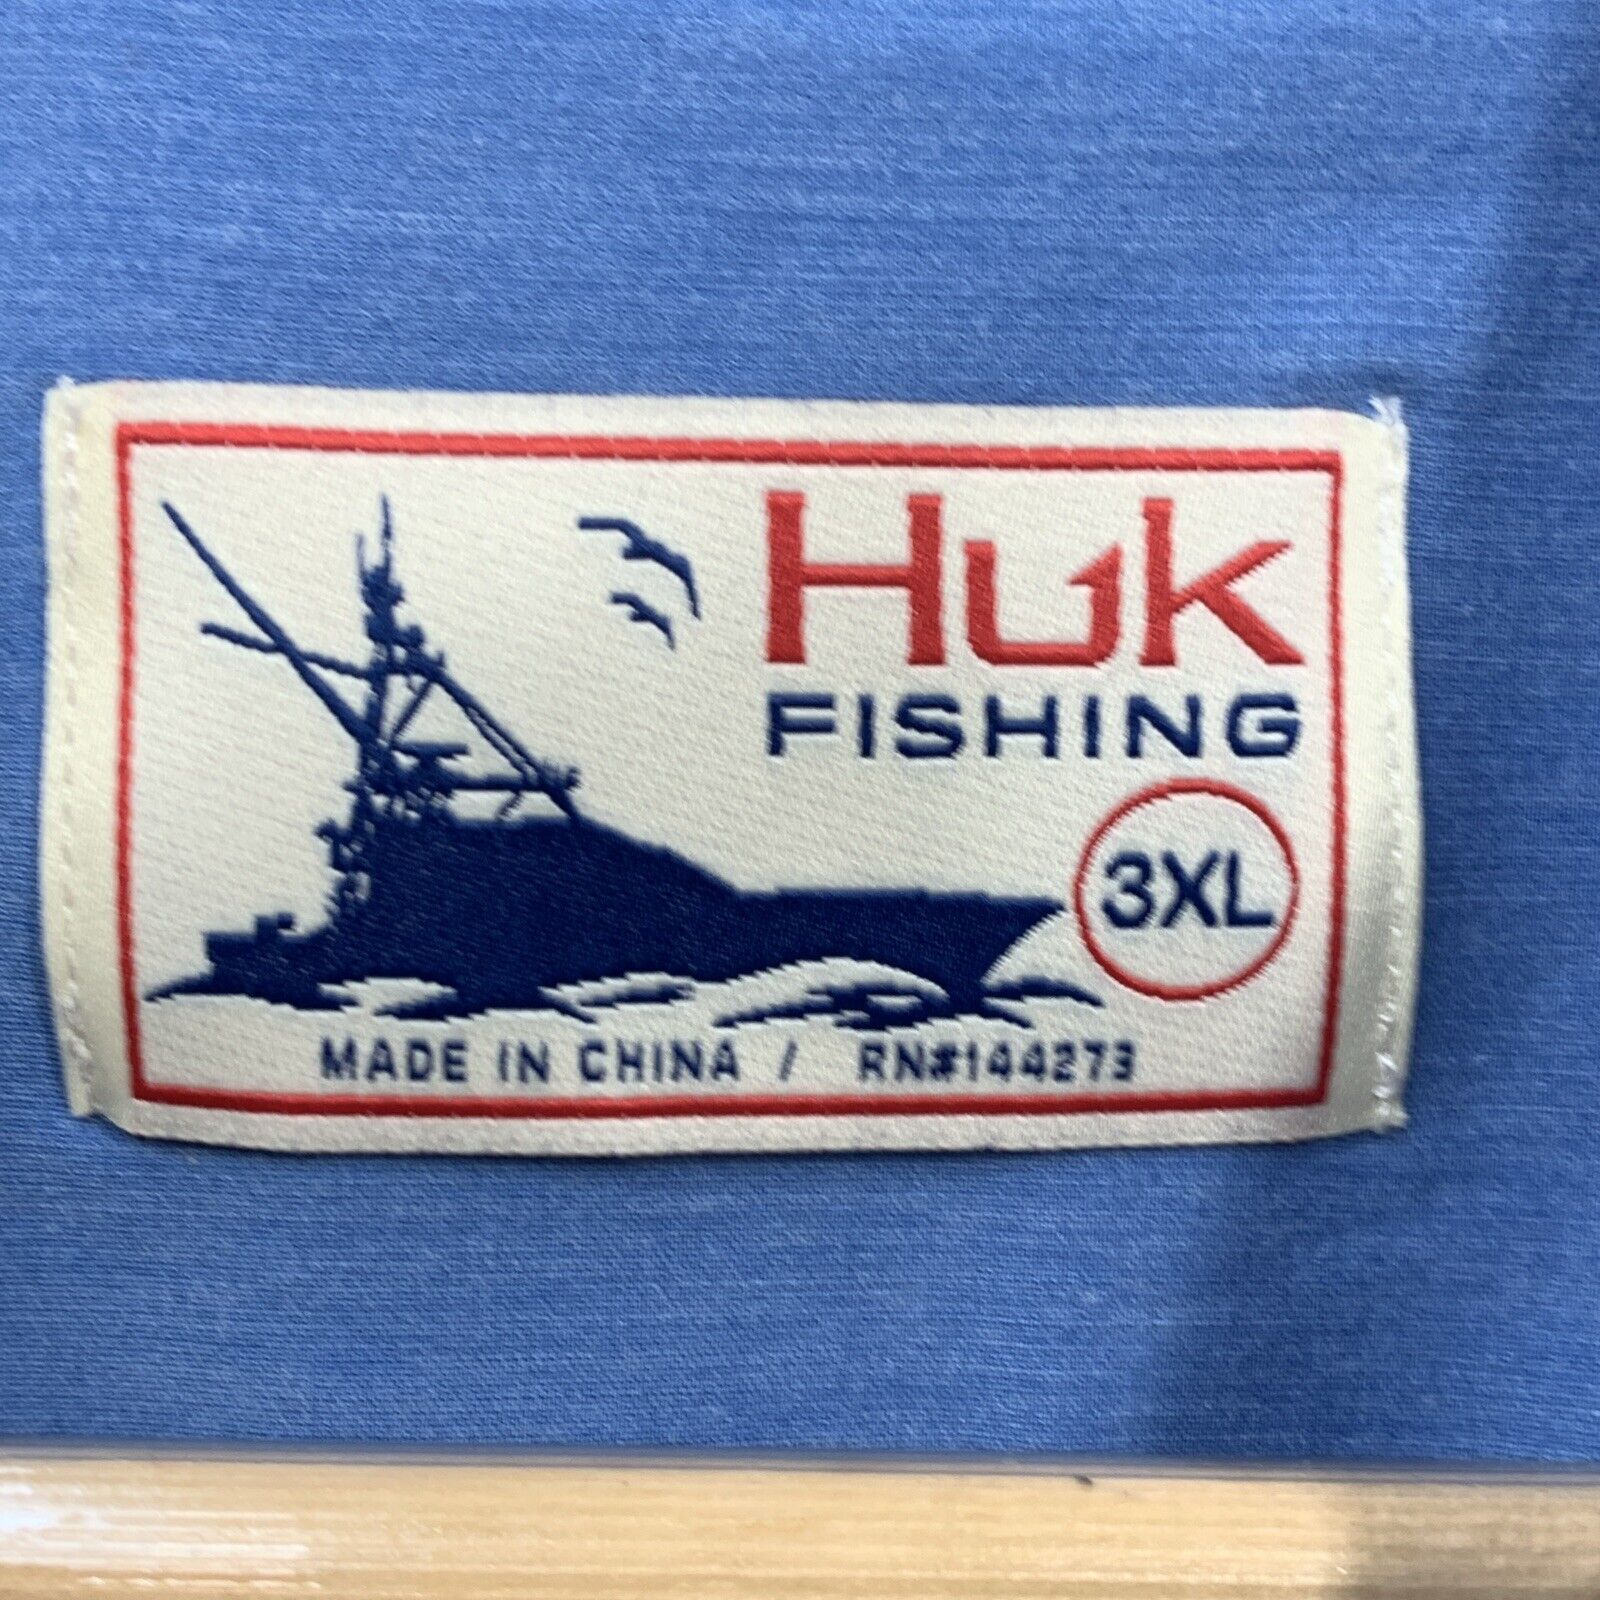 Huk
FISHING
3XL
MADE IN CHINA / RN#144273